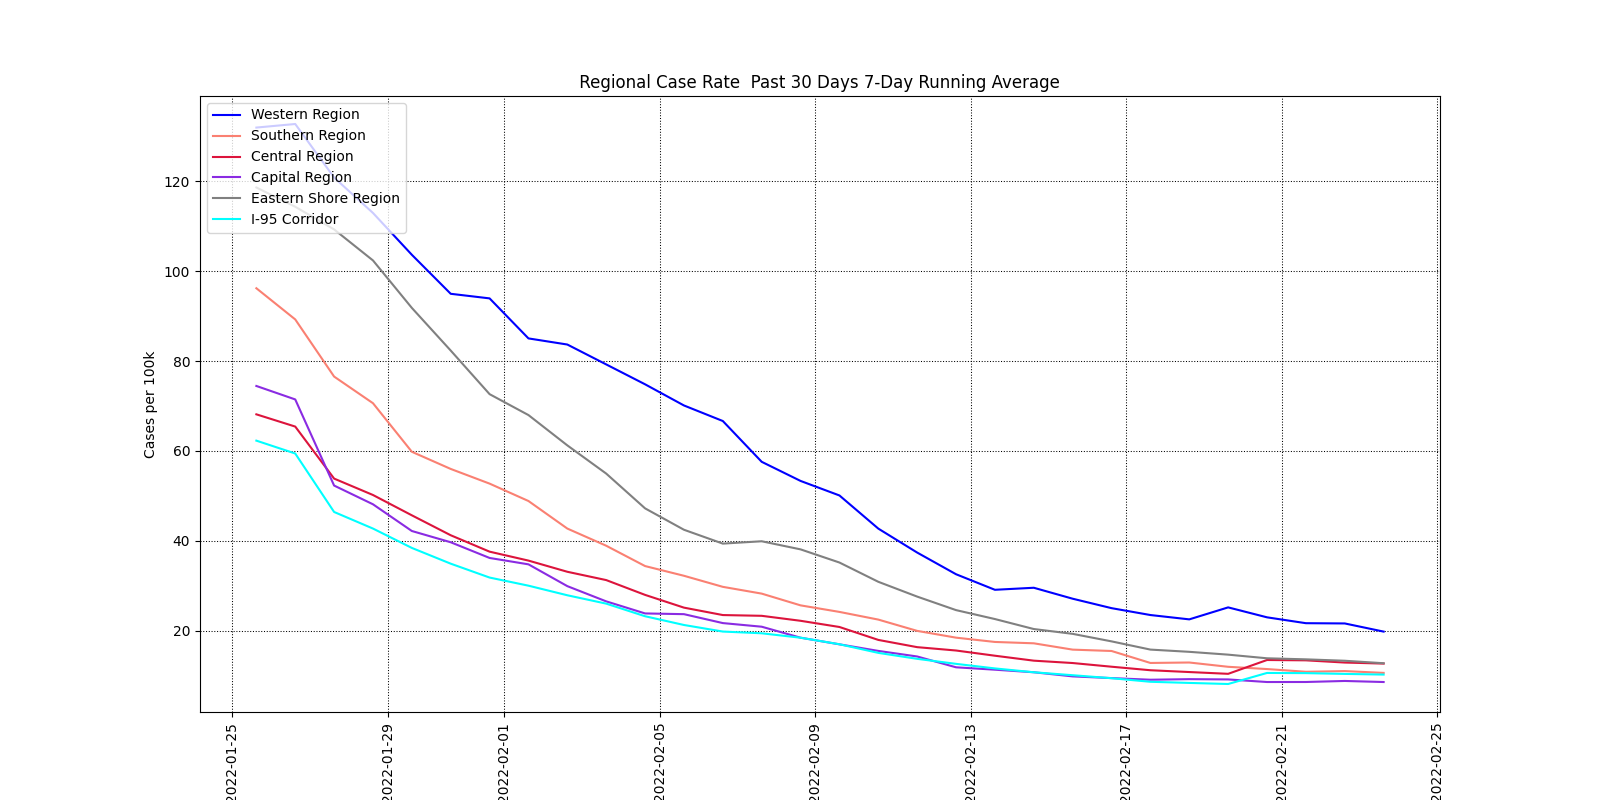 Regional Case Rate  Past 30 Days 7-Day Running Average
Western Region
Southern Region
Central Region
Capital Region
Eastern Shore Region
I-95 Corridor
Cases per 100k
120
100
80
60
40
20
2022-01-25
2022-01-29
2022-02-01
2022-02-05
2022-02-09
2022-02-13
2022-02-17
2022-02-21
2022-02-25